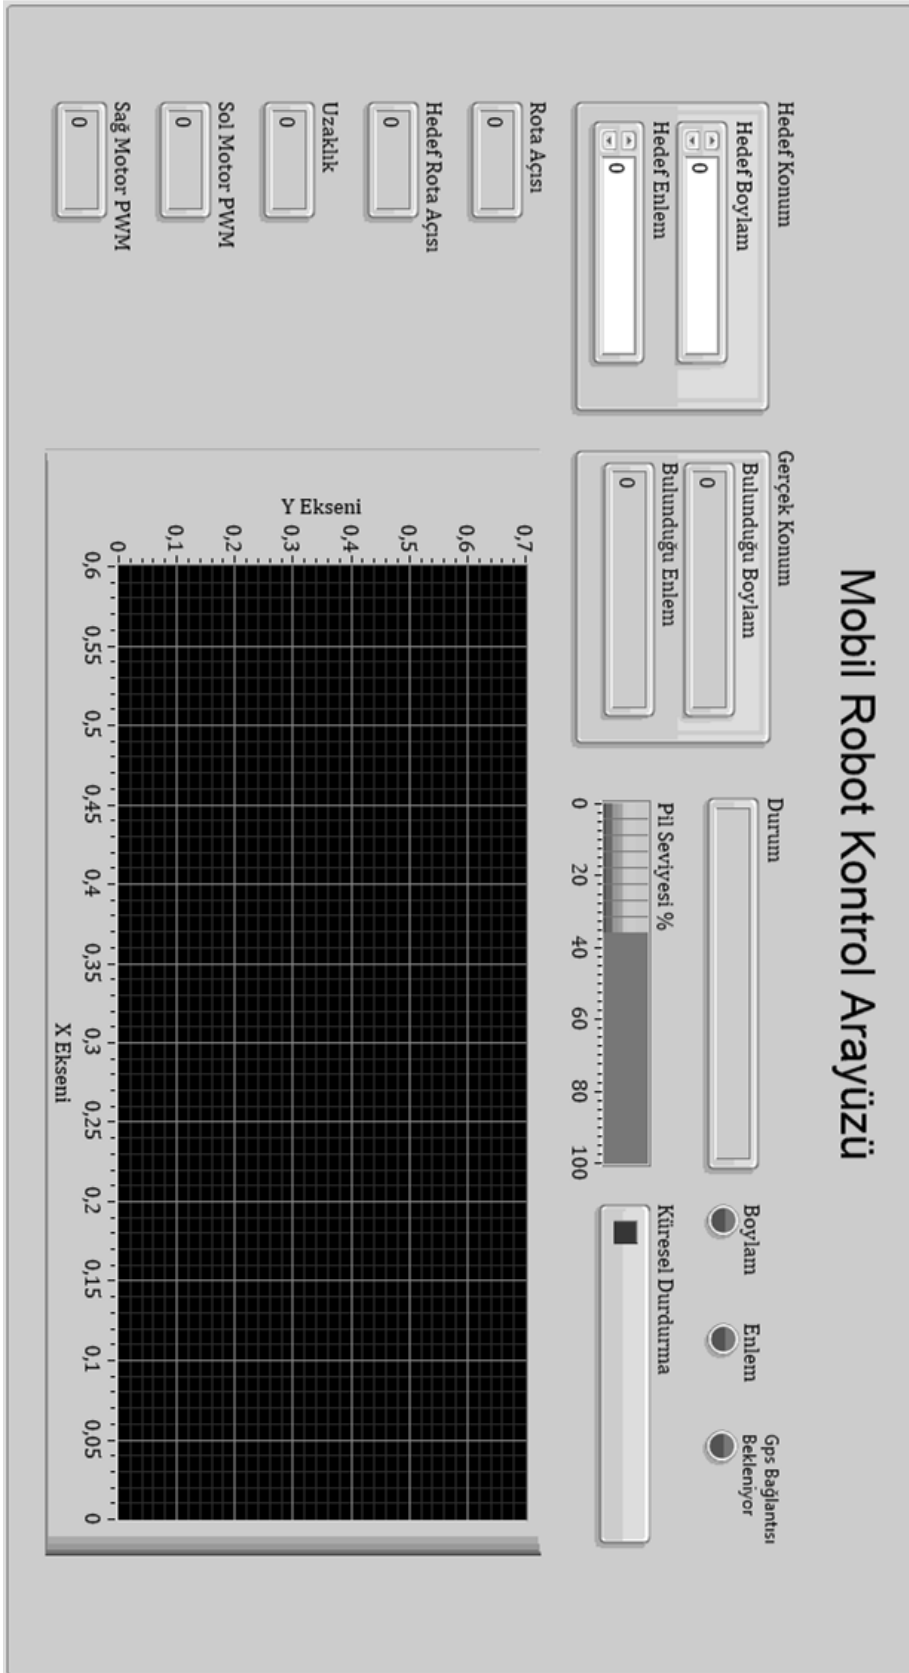 Mobil Robot Kontrol Arayüzü
Hedef Konum
Hedef Boylam
0
Hedef Enlem
0
Gerçek Konum
Bulunduğu Boylam
0
Bulunduğu Enlem
0
Durum
Pil Seviyesi %
0 20 40 60 80 100
Boylam
Enlem
Gps Bağlantısı
Bekleniyor
Küresel Durdurma
Rota Açısı
0
Hedef Rota Açısı
0
Uzaklık
0
Sol Motor PWM
0
Sağ Motor PWM
0
Y Ekseni
0,7
0,6
0,5
0,4
0,3
0,2
0,1
0
0,6 0,55 0,5 0,45 0,4 0,35 0,3 0,25 0,2 0,15 0,1 0,05 0
X Ekseni